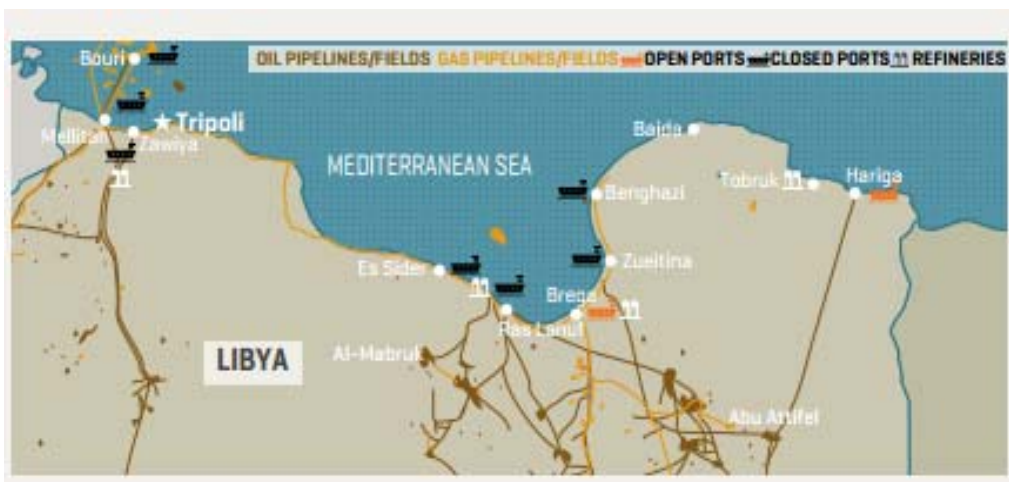 OIL PIPELINES/FIELDS GAS PIPELINES/FIELDS OPEN PORTS CLOSED PORTS REFINERIES
Bouri
Tripoli
Mellitah
Zawiya
MEDITERRANEAN SEA
Baida
Tobruk
Hariga
Benghazi
Es Sider
Zueitina
Brega
Ras Lanuf
Al-Mabruk
LIBYA
Abu Attifel